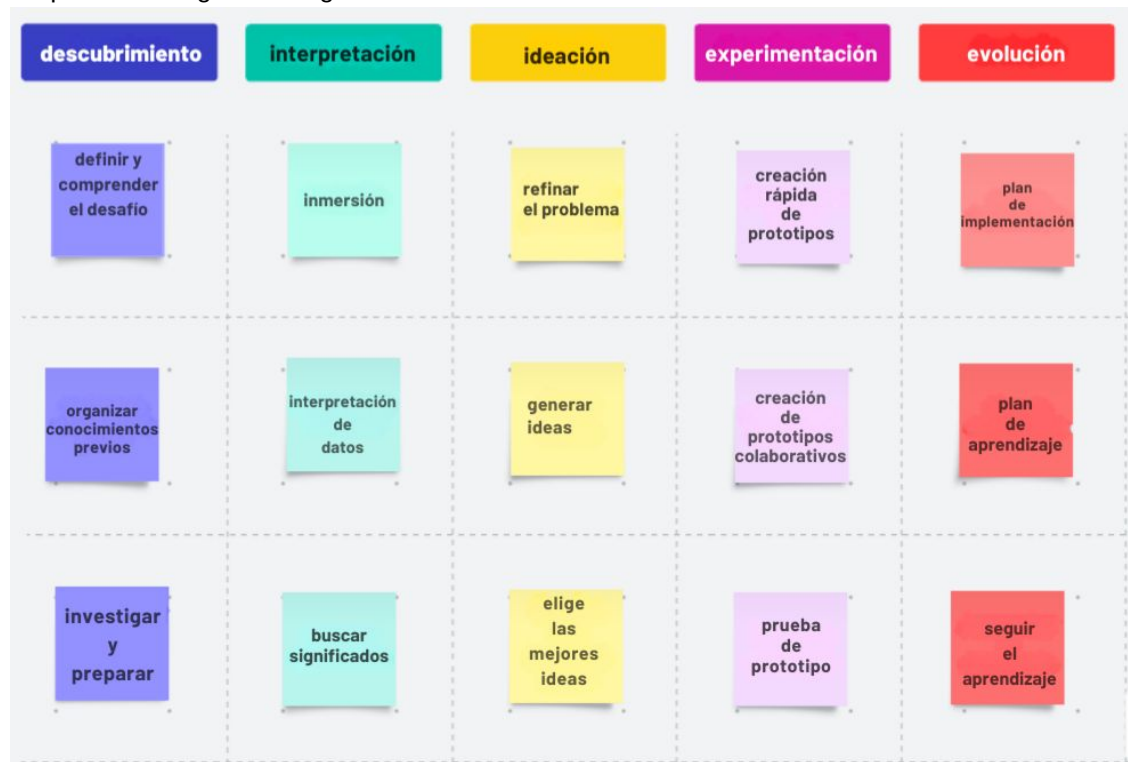 descubrimiento
interpretación
ideación
experimentación
evolución
definir y
comprender
el desafío
inmersión
refinar
el problema
creación
rápida
de
prototipos
plan
de
implementación
organizar
conocimientos
previos
interpretación
de
datos
generar
ideas
creación
de
prototipos
colaborativos
plan
de
aprendizaje
investigar
y
preparar
buscar
significados
elige
las
mejores
ideas
prueba
de
prototipo
seguir
el
aprendizaje